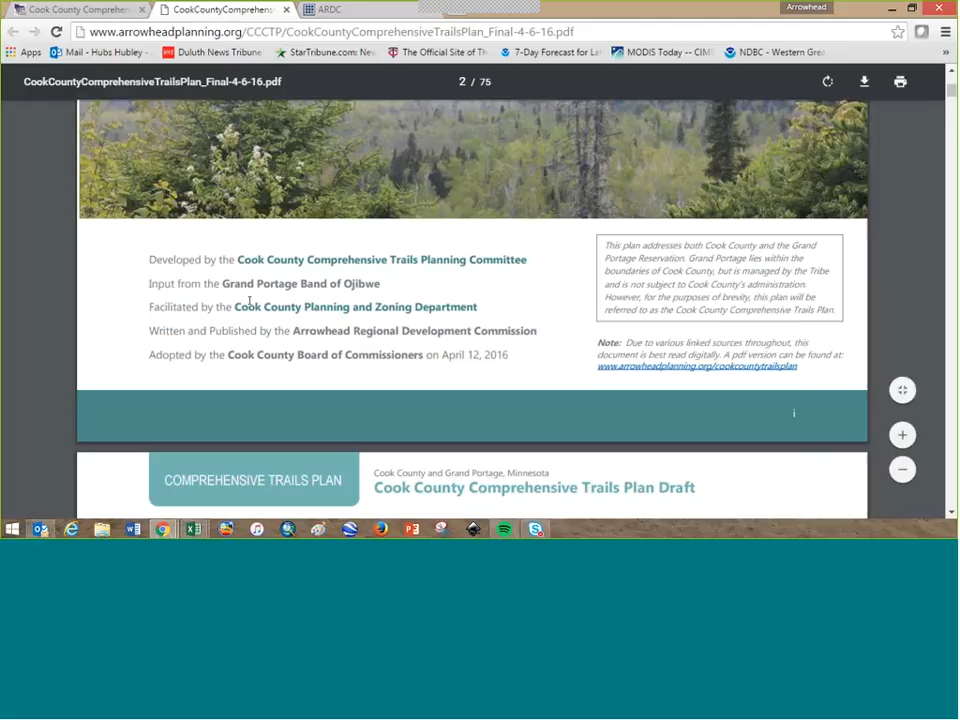 Cook County Comprehen
CookCountyComprehens
ARDC
Arrowhead
www.arrowheadplanning.org/CCCTP/CookCountyComprehensiveTrailsPlan_Final-4-6-16.pdf
Apps Mail - Hubs Hubley - Duluth News Tribune StarTribune.com: New The Official Site of Th 7-Day Forecast for La MODIS Today -- CIM NDBC - Western Grea »
CookCountyComprehensiveTrailsPlan_Final-4-6-16.pdf
2 / 75
Developed by the Cook County Comprehensive Trails Planning Committee
Input from the Grand Portage Band of Ojibwe
Facilitated by the Cook County Planning and Zoning Department
Written and Published by the Arrowhead Regional Development Commission
Adopted by the Cook County Board of Commissioners on April 12, 2016
This plan addresses both Cook County and the Grand
Portage Reservation. Grand Portage lies within the
boundaries of Cook County, but is managed by the Tribe
and is not subject to Cook County's administration.
However, for the purposes of brevity, this plan will be
referred to as the Cook County Comprehensive Trails Plan.
Note: Due to various linked sources throughout, this
document is best read digitally. A pdf version can be found at:
www.arrowheadplanning.org/cookcountytrailsplan
i
COMPREHENSIVE TRAILS PLAN
Cook County and Grand Portage, Minnesota
Cook County Comprehensive Trails Plan Draft